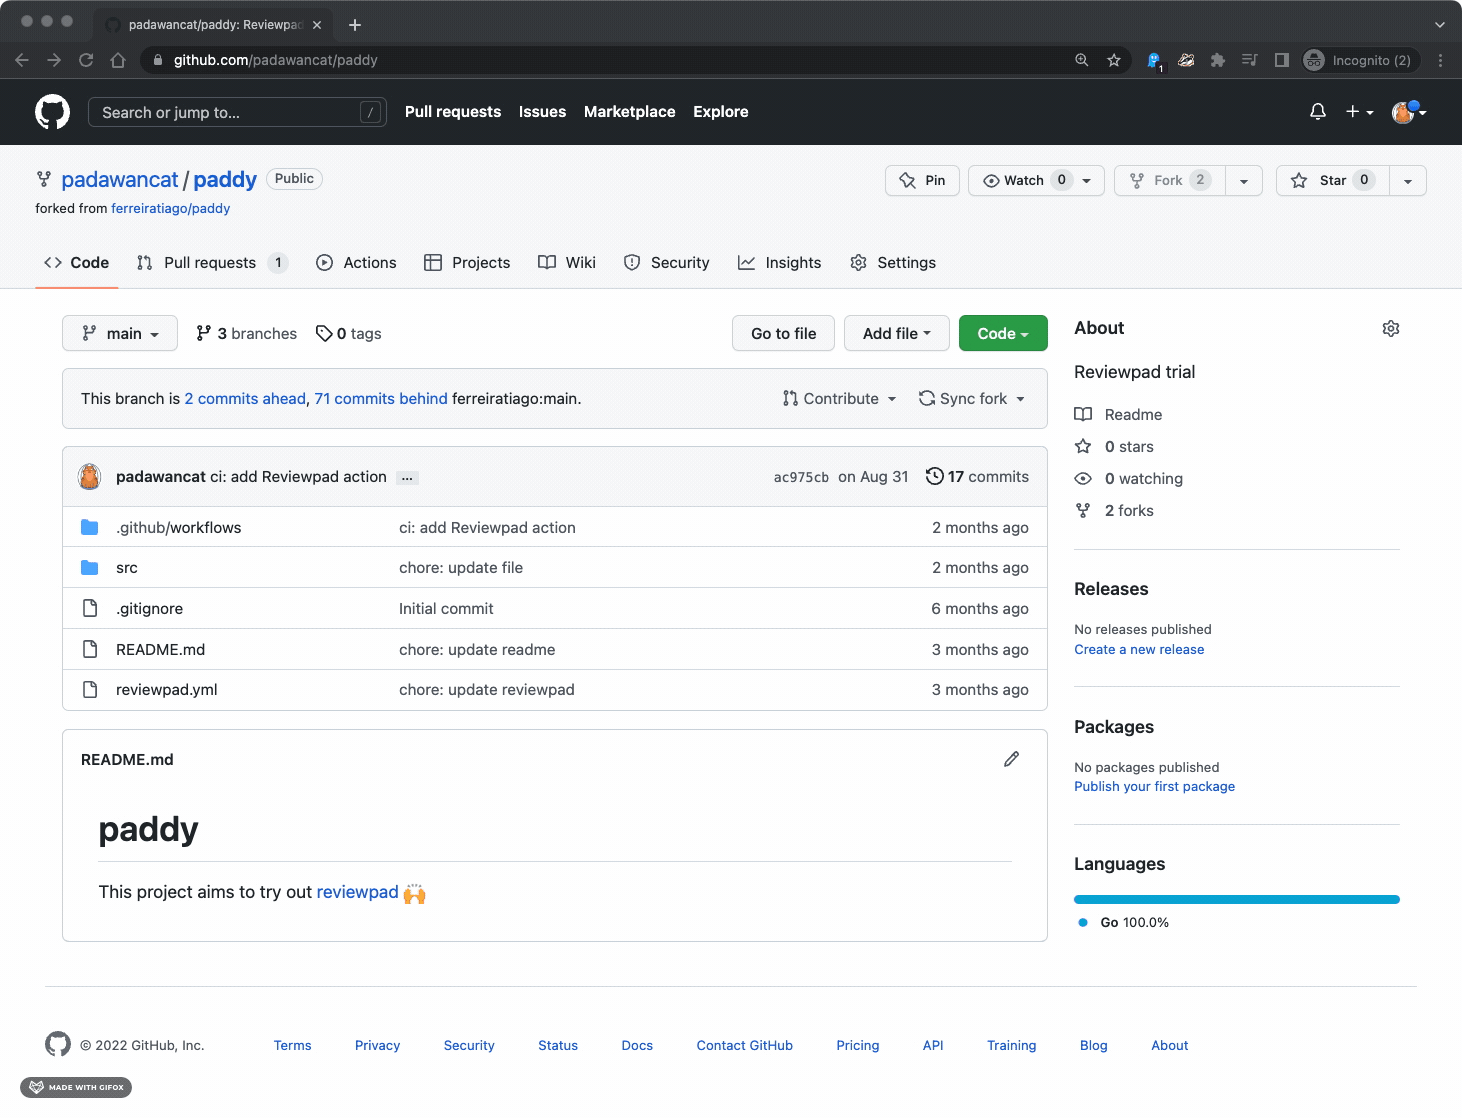 padawancat/paddy: Reviewpad
github.com/padawancat/paddy
1
Incognito (2)
Search or jump to... /
Pull requests Issues Marketplace Explore
padawancat / paddy Public
Pin Watch 0 Fork 2 Star 0
forked from ferreiratiago/paddy
Code Pull requests 1 Actions Projects Wiki Security Insights Settings
main 3 branches 0 tags Go to file Add file Code
This branch is 2 commits ahead, 71 commits behind ferreiratiago:main. Contribute Sync fork
padawancat ci: add Reviewpad action ... ac975cb on Aug 31 17 commits
.github/workflows ci: add Reviewpad action 2 months ago
src chore: update file 2 months ago
.gitignore Initial commit 6 months ago
README.md chore: update readme 3 months ago
reviewpad.yml chore: update reviewpad 3 months ago
README.md
paddy
This project aims to try out reviewpad 🙌
About
Reviewpad trial
Readme
0 stars
0 watching
2 forks
Releases
No releases published
Create a new release
Packages
No packages published
Publish your first package
Languages
Go 100.0%
© 2022 GitHub, Inc. Terms Privacy Security Status Docs Contact GitHub Pricing API Training Blog About
MADE WITH GIFOX